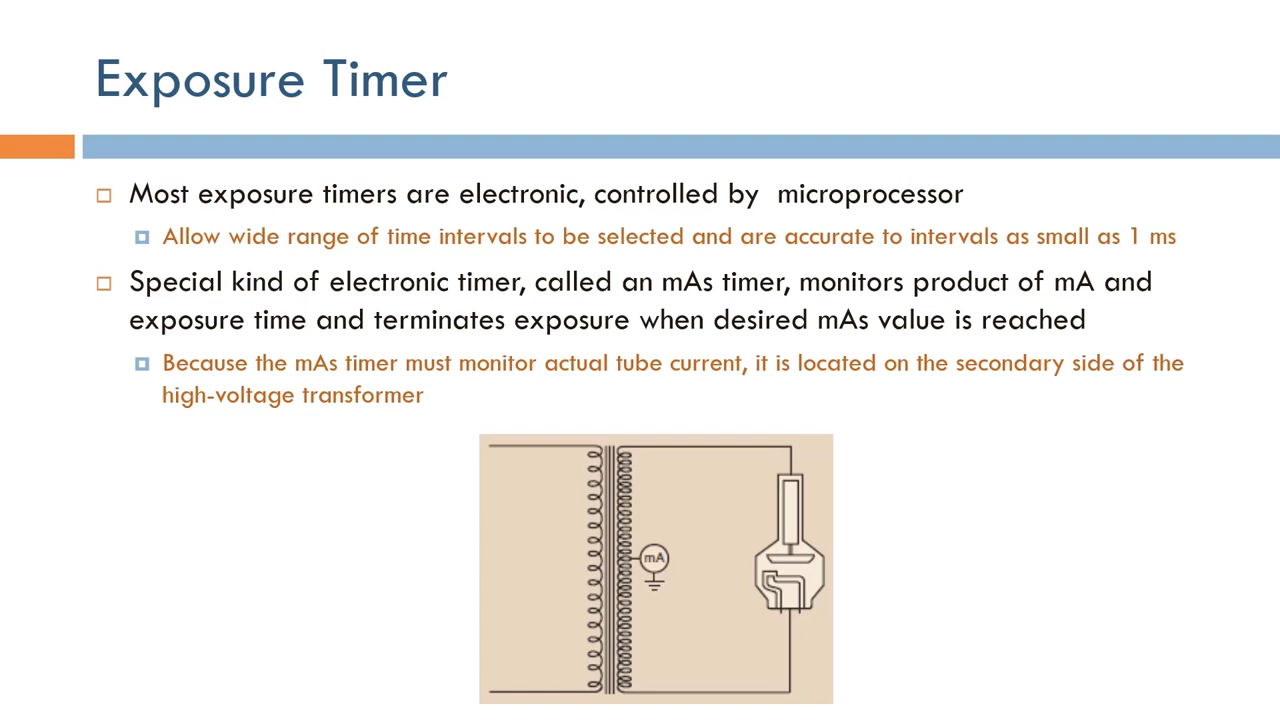 Exposure Timer
Most exposure timers are electronic, controlled by  microprocessor
Allow wide range of time intervals to be selected and are accurate to intervals as small as 1 ms
Special kind of electronic timer, called an mAs timer, monitors product of mA and
exposure time and terminates exposure when desired mAs value is reached
Because the mAs timer must monitor actual tube current, it is located on the secondary side of the
high-voltage transformer
mA